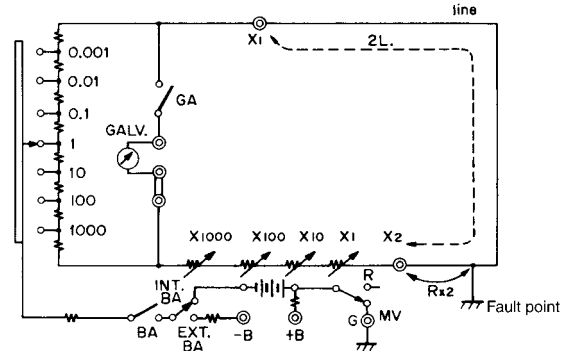 line
X1
2L.
0.001
0.01
0.1
1
10
100
1000
GA
GALV.
X1000
X100
X10
X1
X2
Rx2
Fault point
INT.
BA
BA
EXT.
BA
-B
+B
R
G
MV